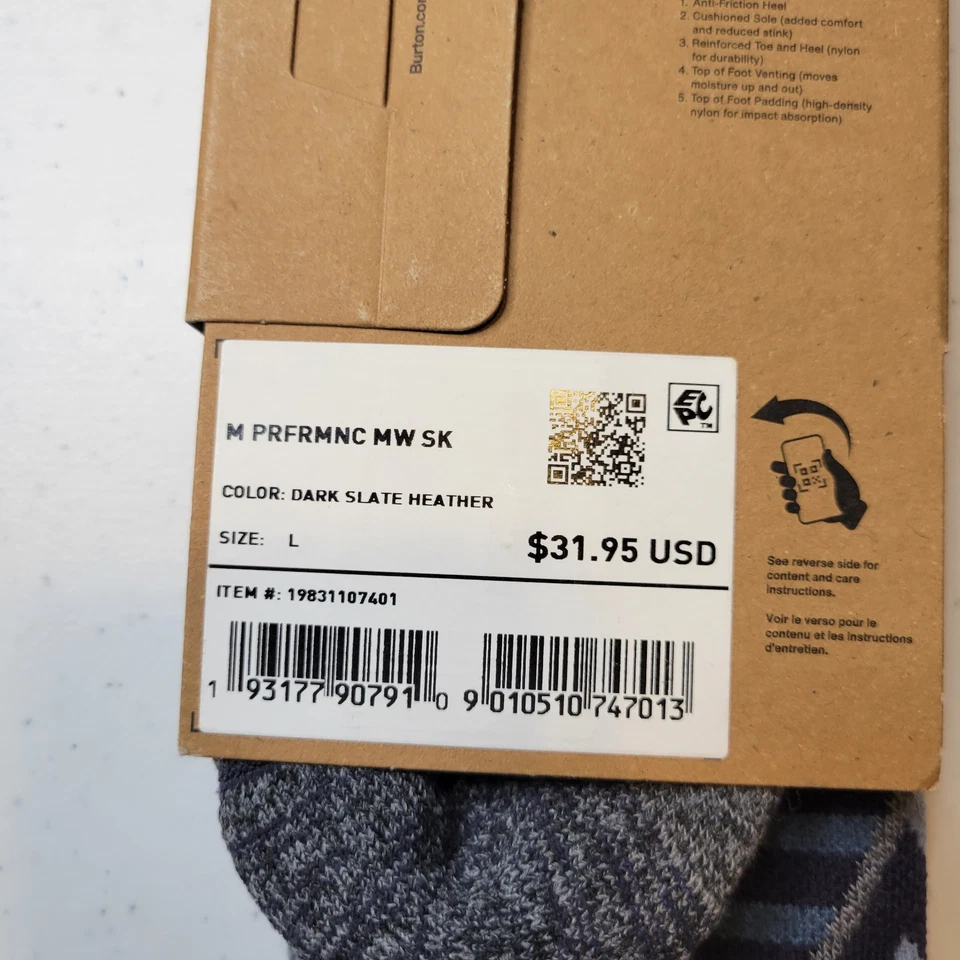 Burton.com
1. Anti-Friction Heel
2. Cushioned Sole (added comfort
and reduced stink)
3. Reinforced Toe and Heel (nylon
for durability)
4. Top of Foot Venting (moves
moisture up and out)
5. Top of Foot Padding (high-density
nylon for impact absorption)
M PRFRMNC MW SK
EPC™
COLOR: DARK SLATE HEATHER
SIZE: L
$31.95 USD
ITEM #: 19831107401
1 93177 90791 0
9 010510 747013
See reverse side for
content and care
instructions.
Voir le verso pour le
contenu et les instructions
d'entretien.